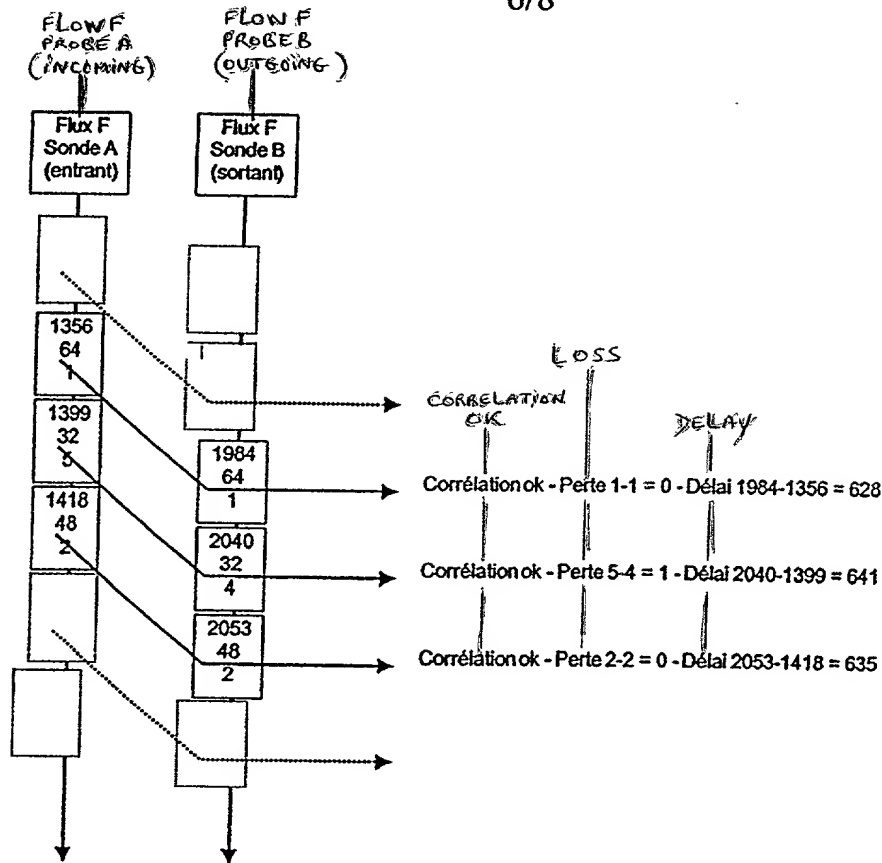 6/8
FLOW F
PROBE A
(INCOMING)
FLOW F
PROBE B
(OUTGOING)
Flux F
Sonde A
(entrant)
Flux F
Sonde B
(sortant)
1356
64
1
1399
32
5
1418
48
2
1984
64
1
2040
32
4
2053
48
2
CORRELATION
OK
LOSS
DELAY
Corrélation ok - Perte 1-1 = 0 - Délai 1984-1356 = 628
Corrélation ok - Perte 5-4 = 1 - Délai 2040-1399 = 641
Corrélation ok - Perte 2-2 = 0 - Délai 2053-1418 = 635